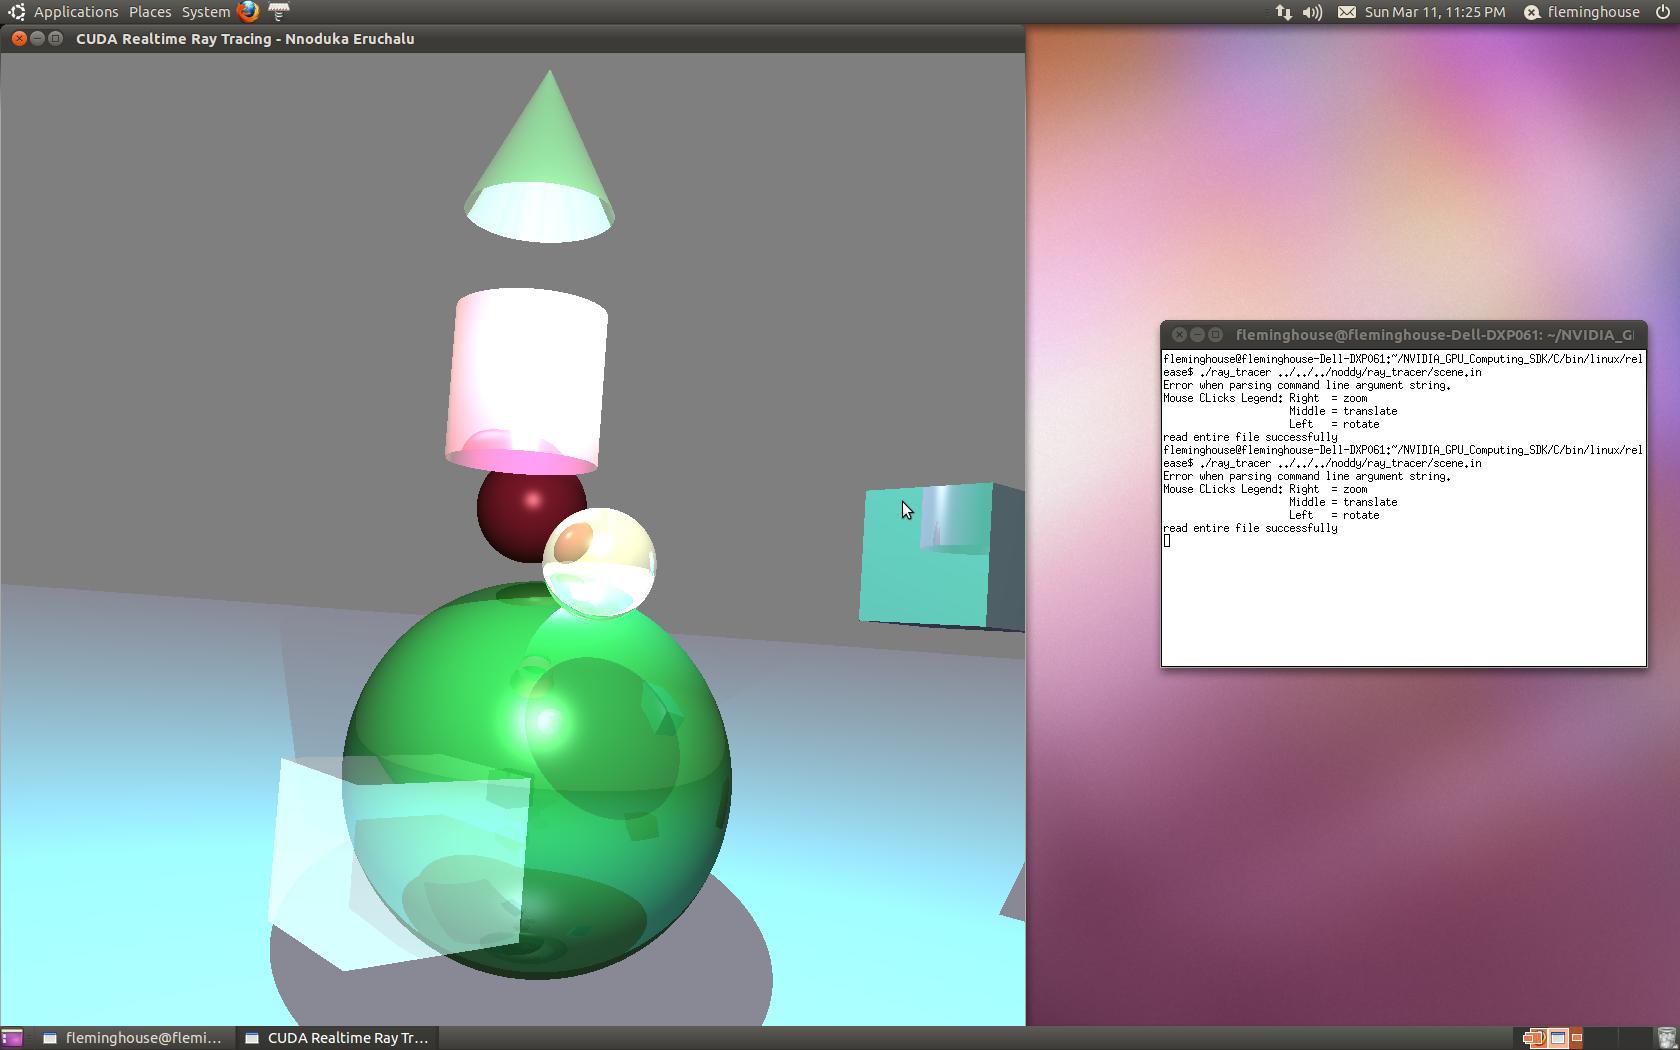 Applications Places System
Sun Mar 11, 11:25 PM fleminghouse
CUDA Realtime Ray Tracing - Nnoduka Eruchalu
fleminghouse@fleminghouse-Dell-DXP061: ~/NVIDIA_G
fleminghouse@fleminghouse-Dell-DXP061:~/NVIDIA_GPU_Computing_SDK/C/bin/linux/rel
ease$ ./ray_tracer ../../../noddy/ray_tracer/scene.in
Error when parsing command line argument string.
Mouse CLicks Legend: Right = zoom
Middle = translate
Left = rotate
read entire file successfully
fleminghouse@fleminghouse-Dell-DXP061:~/NVIDIA_GPU_Computing_SDK/C/bin/linux/rel
ease$ ./ray_tracer ../../../noddy/ray_tracer/scene.in
Error when parsing command line argument string.
Mouse CLicks Legend: Right = zoom
Middle = translate
Left = rotate
read entire file successfully
fleminghouse@flemi...
CUDA Realtime Ray Tr...